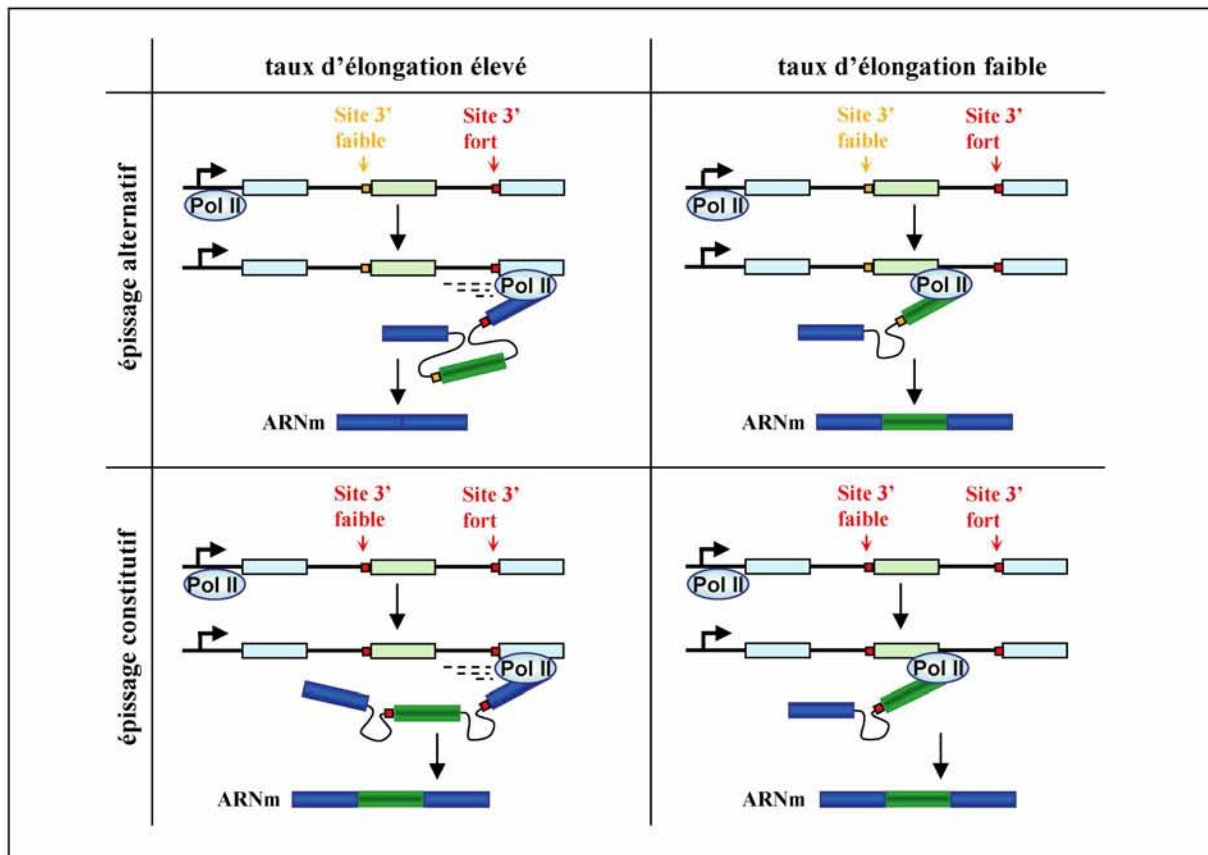 taux d'élongation élevé
taux d'élongation faible
épissage alternatif
Site 3'
faible
Site 3'
fort
Pol II
Pol II
ARNm
Site 3'
faible
Site 3'
fort
Pol II
Pol II
ARNm
épissage constitutif
Site 3'
faible
Site 3'
fort
Pol II
Pol II
ARNm
Site 3'
faible
Site 3'
fort
Pol II
Pol II
ARNm